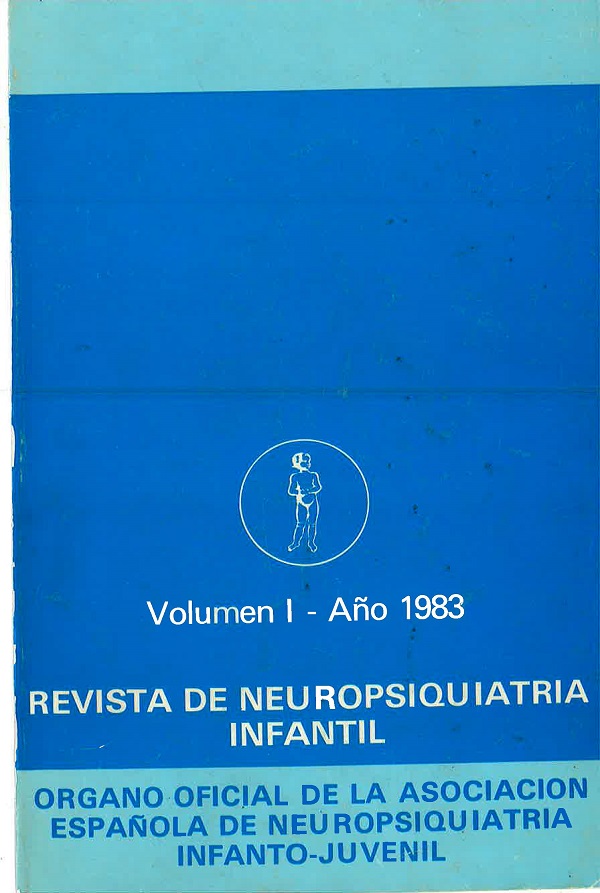 Volumen I - Año 1983
REVISTA DE NEUROPSIQUIATRIA
INFANTIL
ORGANO OFICIAL DE LA ASOCIACION
ESPAÑOLA DE NEUROPSIQUIATRIA
INFANTO-JUVENIL